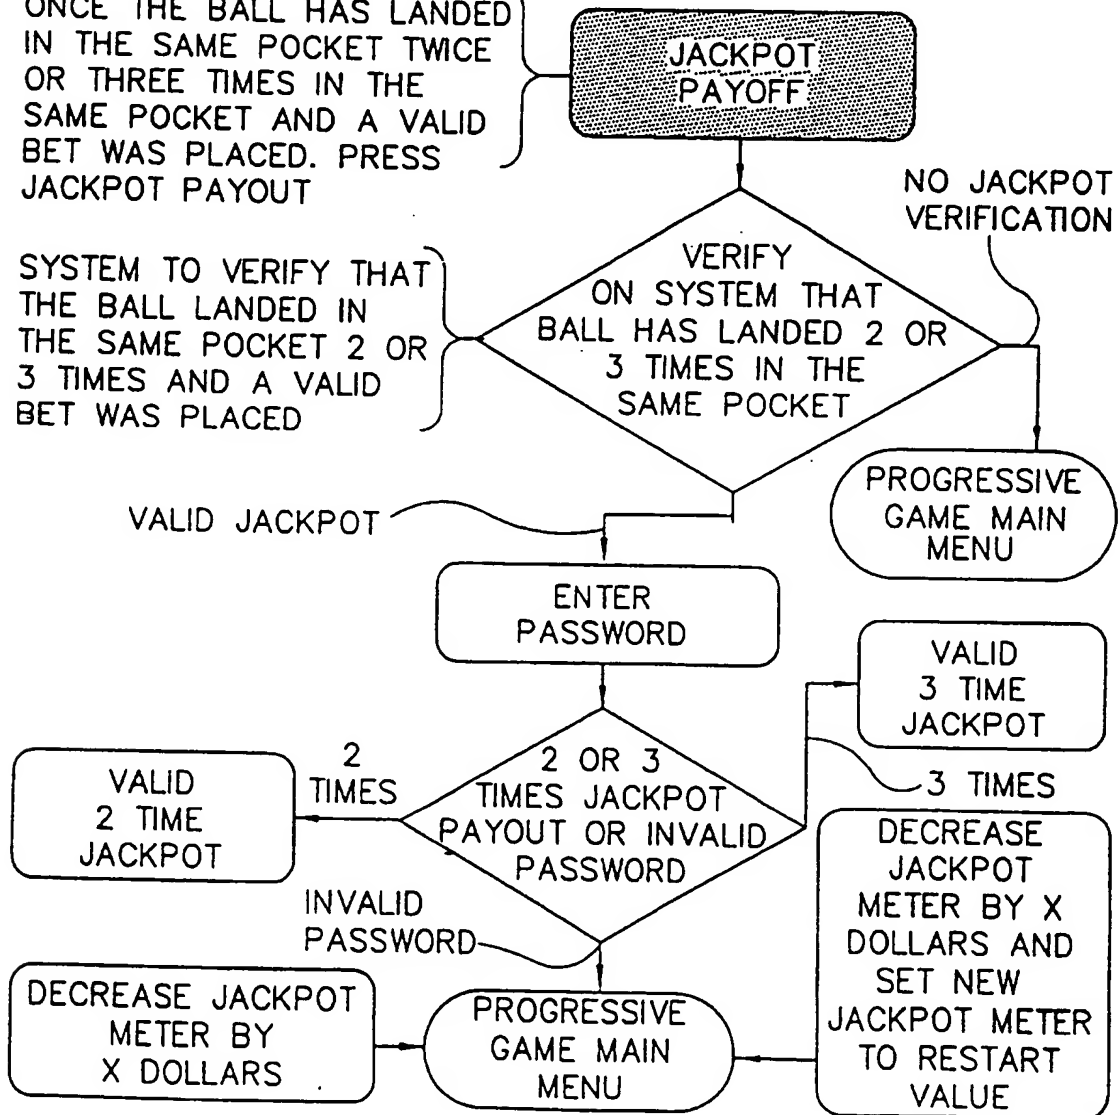 ONCE THE BALL HAS LANDED
IN THE SAME POCKET TWICE
OR THREE TIMES IN THE
SAME POCKET AND A VALID
BET WAS PLACED. PRESS
JACKPOT PAYOUT
JACKPOT
PAYOFF
NO JACKPOT
VERIFICATION
SYSTEM TO VERIFY THAT
THE BALL LANDED IN
THE SAME POCKET 2 OR
3 TIMES AND A VALID
BET WAS PLACED
VERIFY
ON SYSTEM THAT
BALL HAS LANDED 2 OR
3 TIMES IN THE
SAME POCKET
PROGRESSIVE
GAME MAIN
MENU
VALID JACKPOT
ENTER
PASSWORD
VALID
3 TIME
JACKPOT
3 TIMES
2 OR 3
TIMES JACKPOT
PAYOUT OR INVALID
PASSWORD
2
TIMES
VALID
2 TIME
JACKPOT
INVALID
PASSWORD
DECREASE JACKPOT
METER BY
X DOLLARS
PROGRESSIVE
GAME MAIN
MENU
DECREASE
JACKPOT
METER BY X
DOLLARS AND
SET NEW
JACKPOT METER
TO RESTART
VALUE